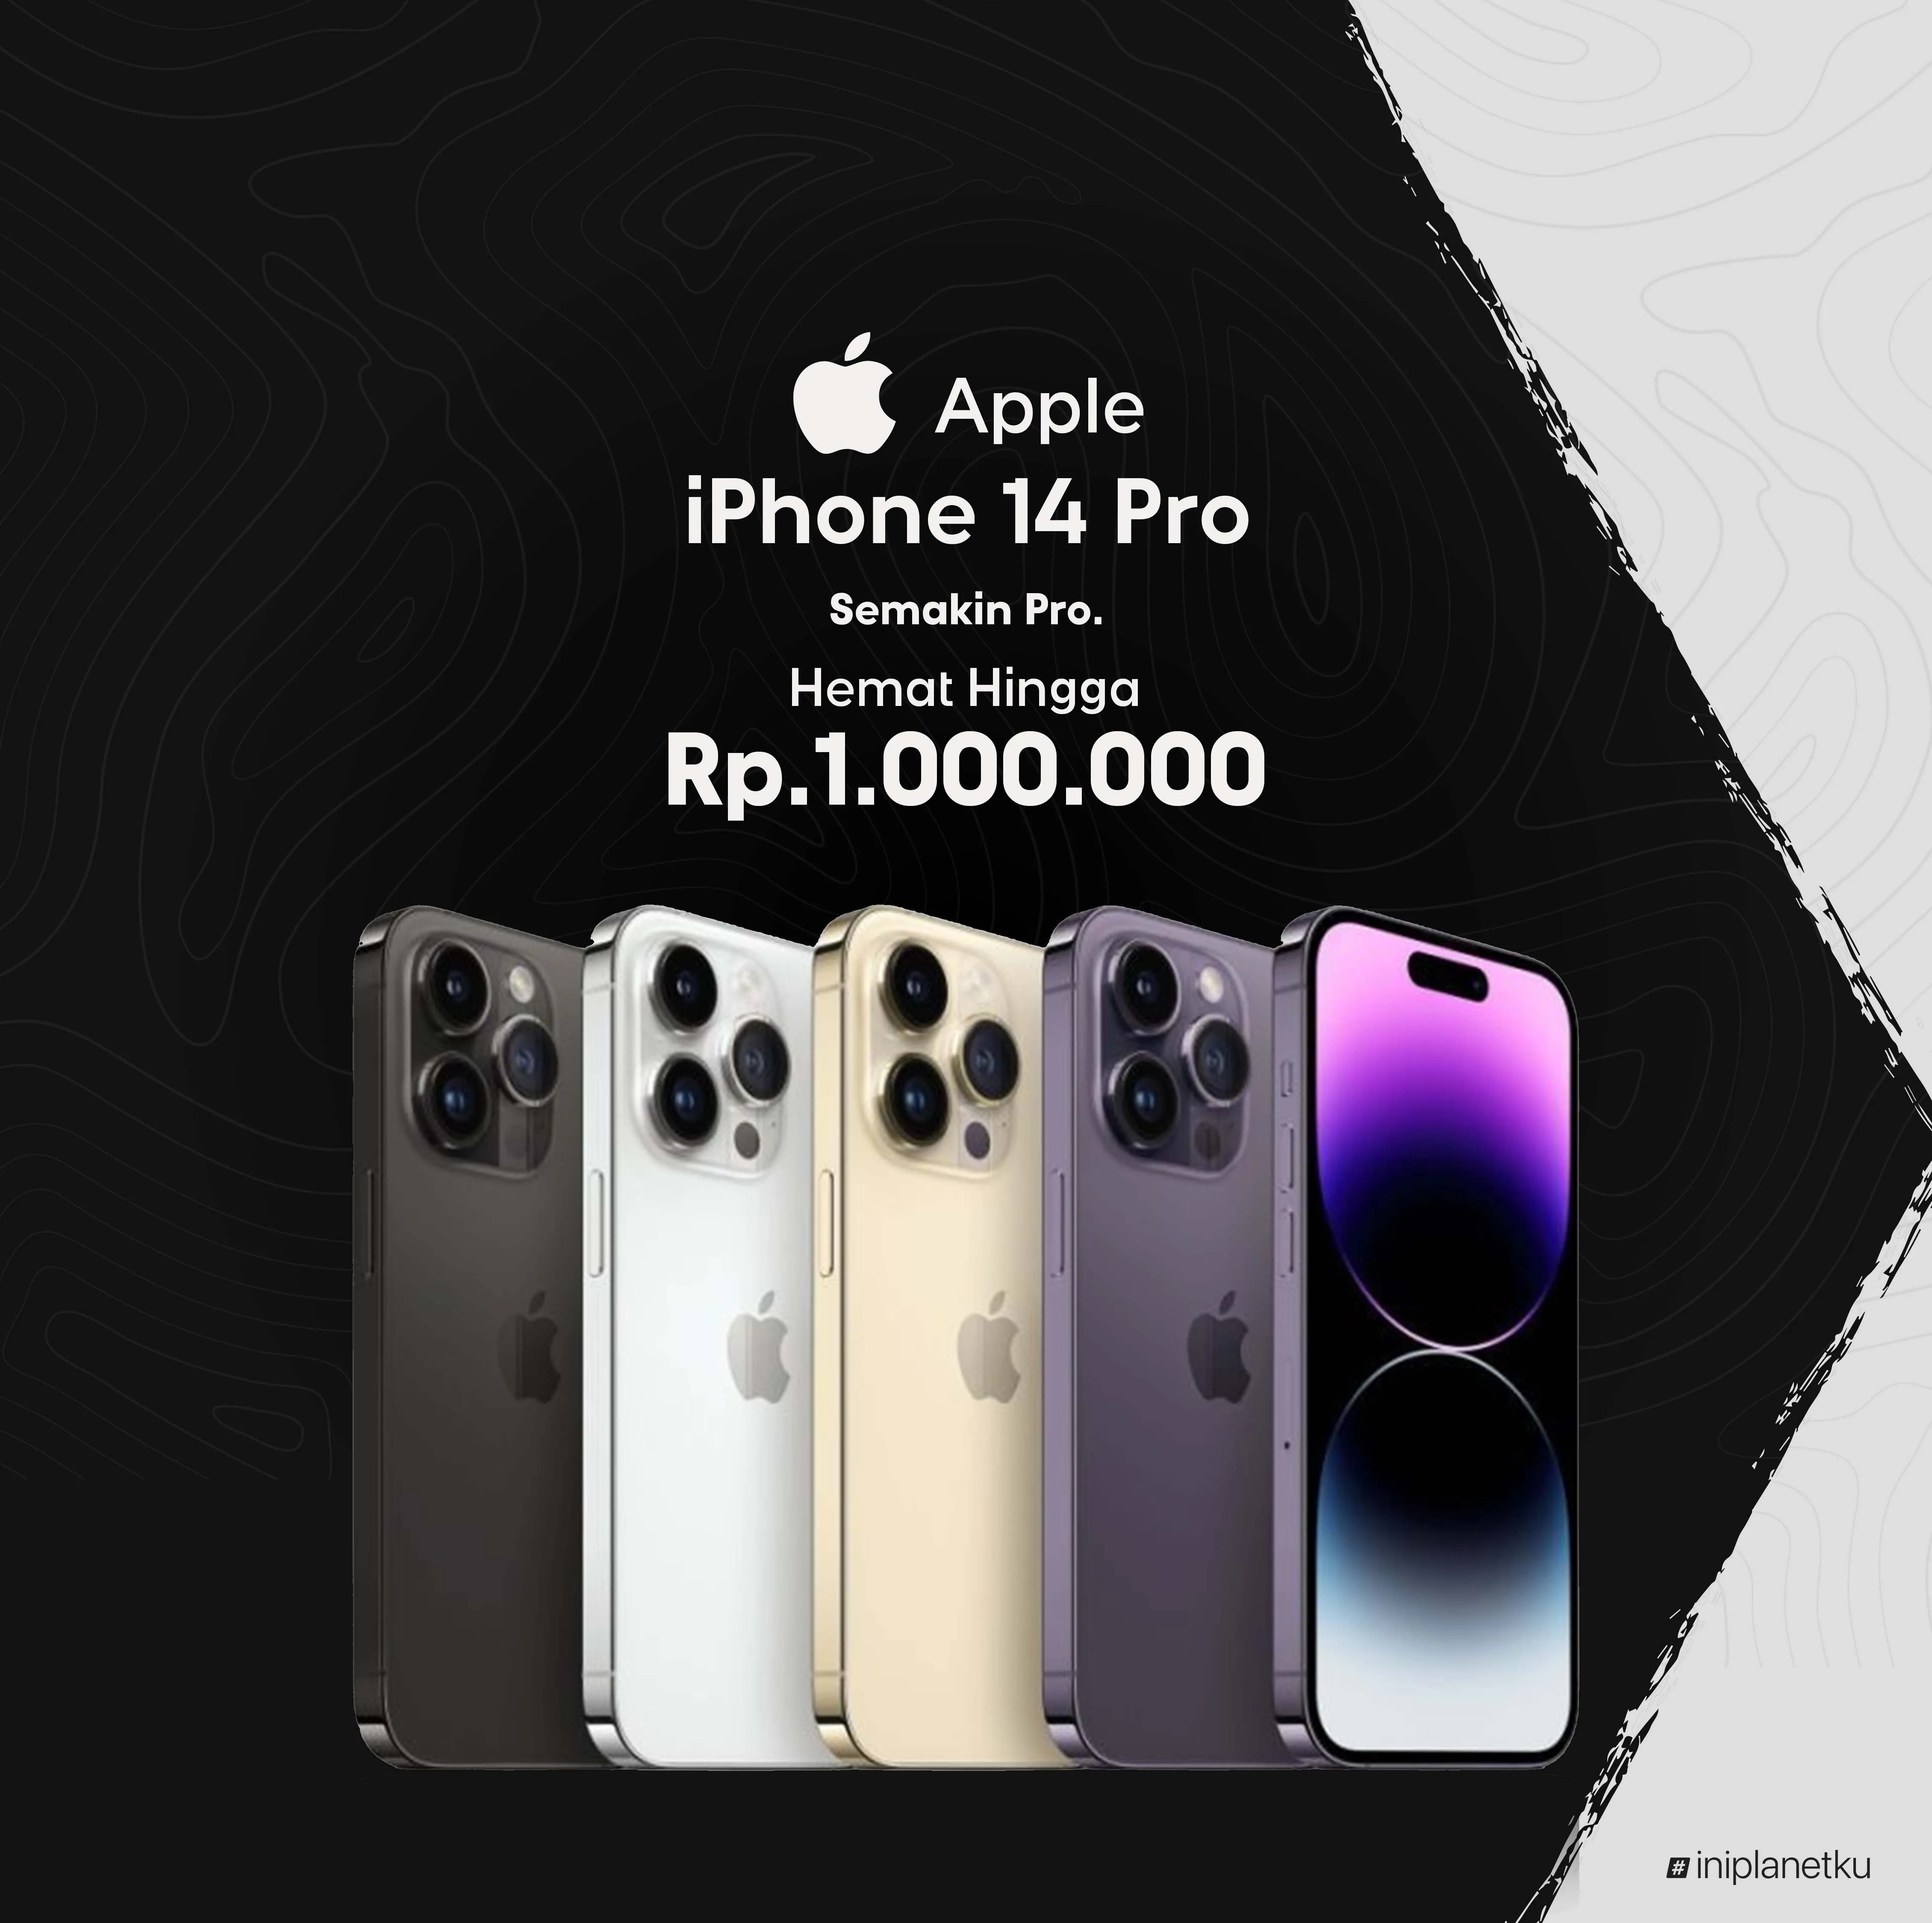 Apple
iPhone 14 Pro
Semakin Pro.
Hemat Hingga
Rp.1.000.000
#iniplanetku